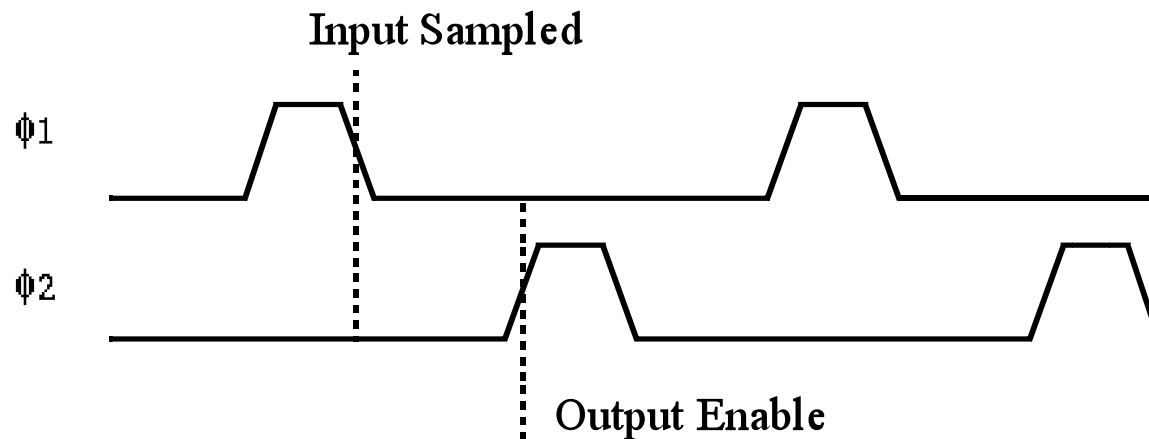 Input Sampled
ϕ1
ϕ2
Output Enable